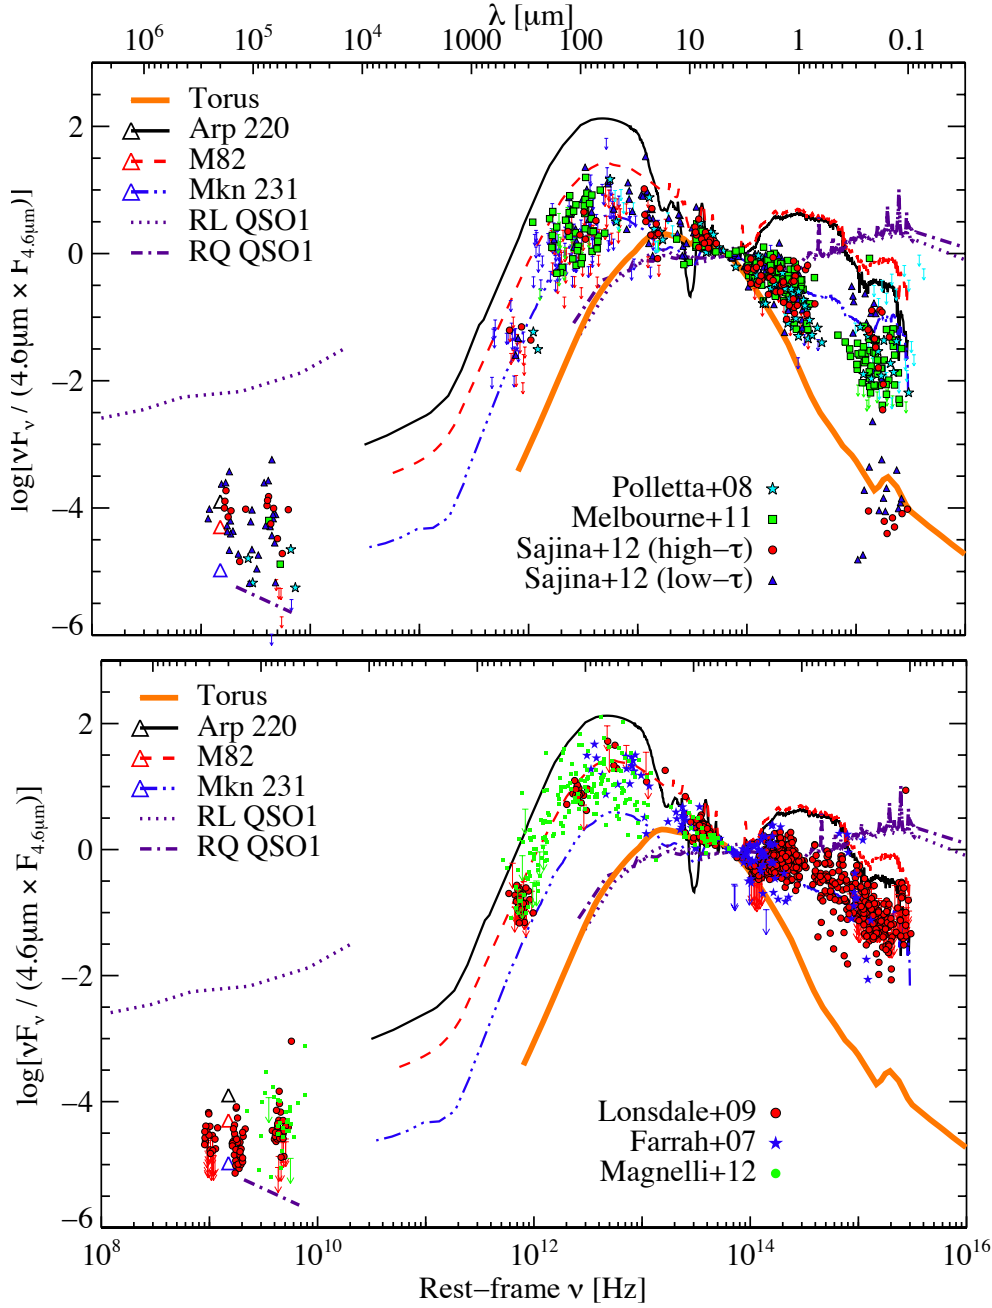 λ [μm]
10⁶ 10⁵ 10⁴ 1000 100 10 1 0.1
Torus
Arp 220
M82
Mkn 231
RL QSO1
RQ QSO1
2
0
−2
−4
−6
log[νFᵥ / (4.6μm × F₄.₆μm)]
Polletta+08
Melbourne+11
Sajina+12 (high−τ)
Sajina+12 (low−τ)
Torus
Arp 220
M82
Mkn 231
RL QSO1
RQ QSO1
2
0
−2
−4
−6
log[νFᵥ / (4.6μm × F₄.₆μm)]
Lonsdale+09
Farrah+07
Magnelli+12
10⁸ 10¹⁰ 10¹² 10¹⁴ 10¹⁶
Rest−frame ν [Hz]